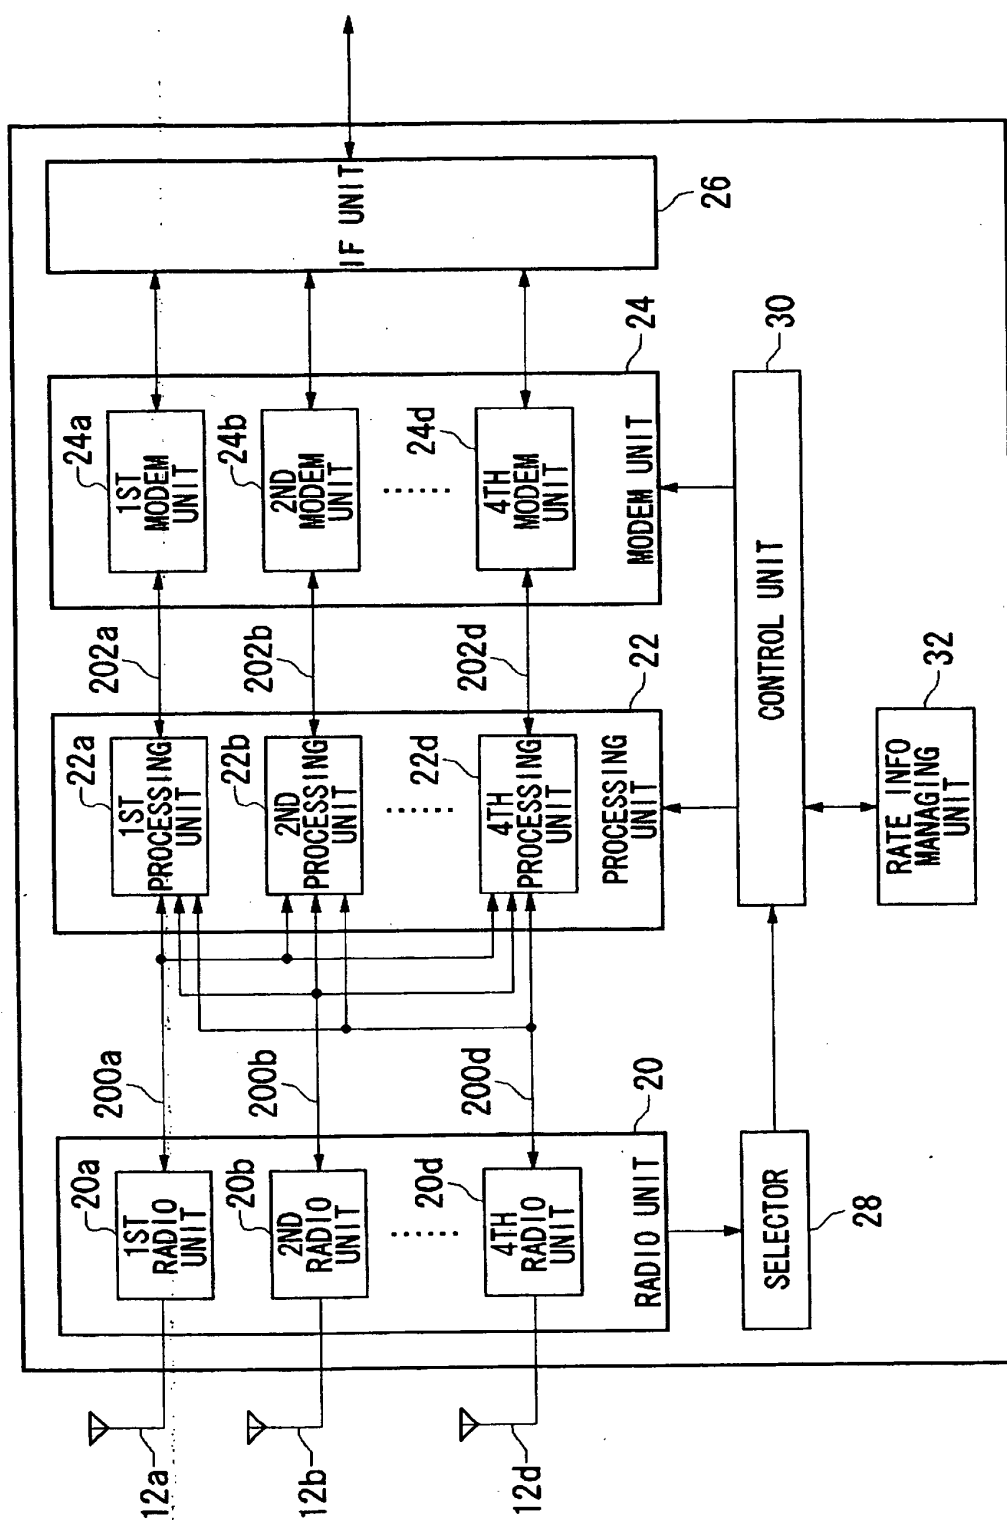 12a
12b
12d
20a
1ST
RADIO
UNIT
20b
2ND
RADIO
UNIT
......
20d
4TH
RADIO
UNIT
RADIO UNIT
20
SELECTOR
28
200a
200b
200d
22a
1ST
PROCESSING
UNIT
22b
2ND
PROCESSING
UNIT
......
22d
4TH
PROCESSING
UNIT
PROCESSING
UNIT
22
202a
202b
202d
24a
1ST
MODEM
UNIT
24b
2ND
MODEM
UNIT
......
24d
4TH
MODEM
UNIT
MODEM UNIT
24
IF UNIT
26
CONTROL UNIT
30
RATE INFO
MANAGING
UNIT
32